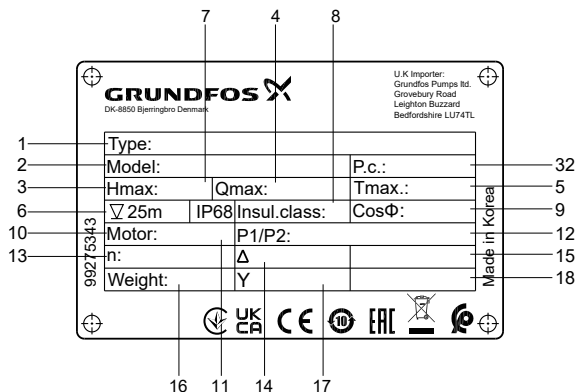 7 4 8
GRUNDFOS
DK-8850 Bjerringbro Denmark
U.K Importer:
Grundfos Pumps ltd.
Grovebury Road
Leighton Buzzard
Bedfordshire LU74TL
1 Type:
2 Model: P.c.: 32
3 Hmax: Qmax: Tmax.: 5
6 25m IP68 Insul.class: CosΦ: 9
10 Motor: P1/P2: 12
13 n: Δ 15
Weight: Y 18
99275343
Made in Korea
UK
CA CE 10 EAC
16 11 14 17